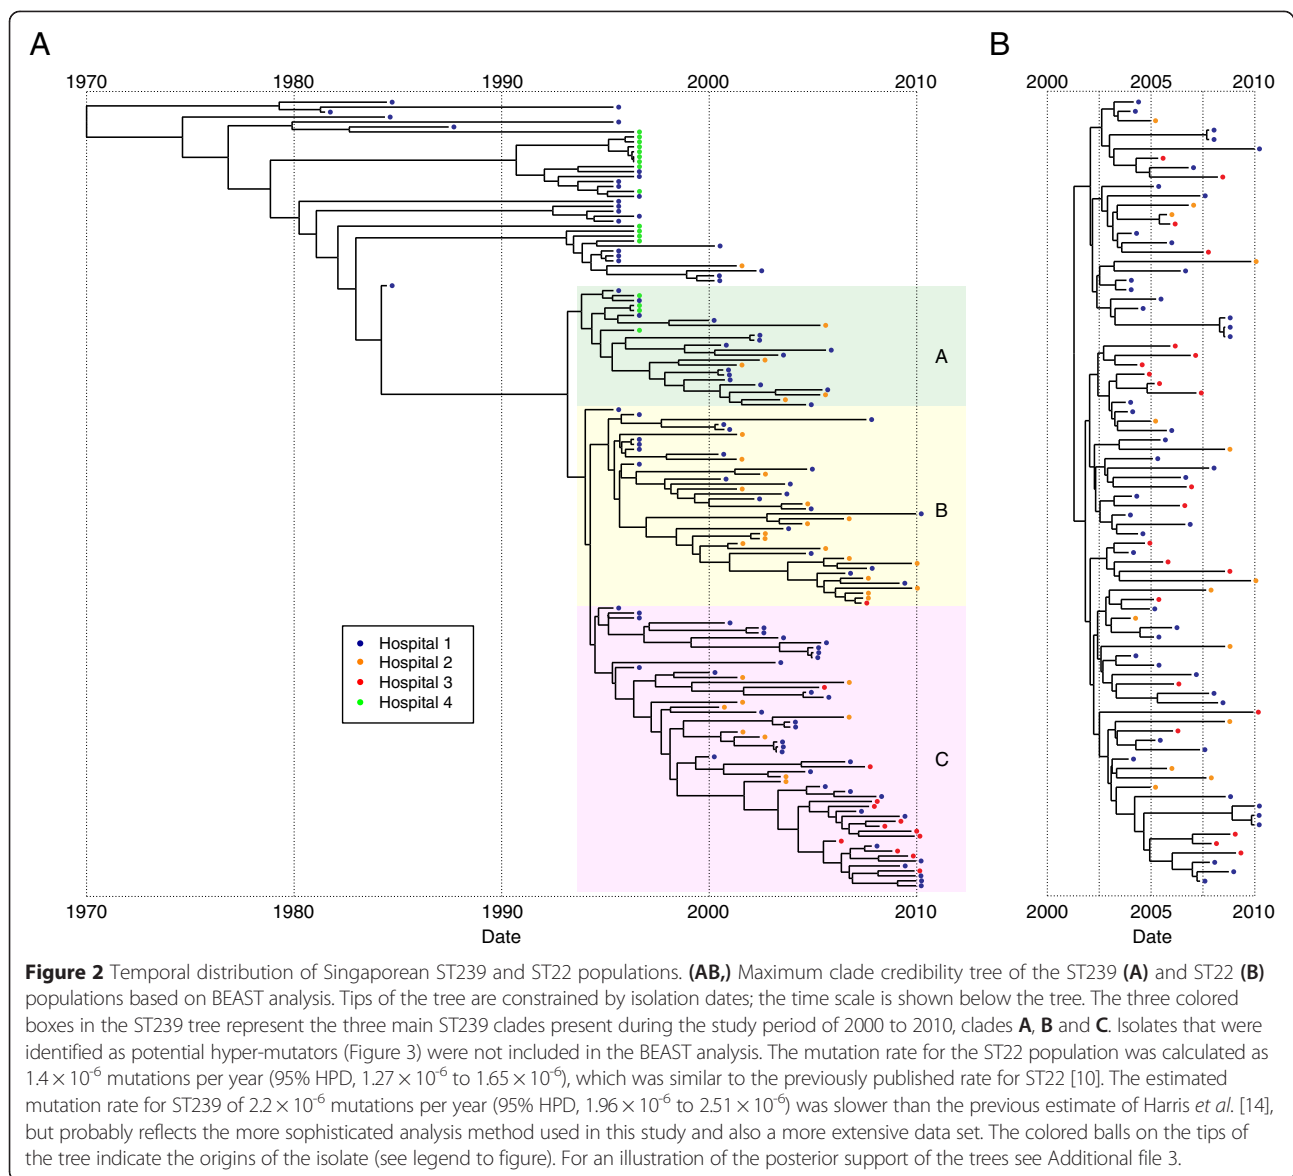 A
B
1970 1980 1990 2000 2010
2000 2005 2010
A
B
C
Hospital 1
Hospital 2
Hospital 3
Hospital 4
1970 1980 1990 2000 2010
2000 2005 2010
Date
Date
Figure 2 Temporal distribution of Singaporean ST239 and ST22 populations. (AB,) Maximum clade credibility tree of the ST239 (A) and ST22 (B)
populations based on BEAST analysis. Tips of the tree are constrained by isolation dates; the time scale is shown below the tree. The three colored
boxes in the ST239 tree represent the three main ST239 clades present during the study period of 2000 to 2010, clades A, B and C. Isolates that were
identified as potential hyper-mutators (Figure 3) were not included in the BEAST analysis. The mutation rate for the ST22 population was calculated as
1.4 × 10⁻⁶ mutations per year (95% HPD, 1.27 × 10⁻⁶ to 1.65 × 10⁻⁶), which was similar to the previously published rate for ST22 [10]. The estimated
mutation rate for ST239 of 2.2 × 10⁻⁶ mutations per year (95% HPD, 1.96 × 10⁻⁶ to 2.51 × 10⁻⁶) was slower than the previous estimate of Harris et al. [14],
but probably reflects the more sophisticated analysis method used in this study and also a more extensive data set. The colored balls on the tips of
the tree indicate the origins of the isolate (see legend to figure). For an illustration of the posterior support of the trees see Additional file 3.